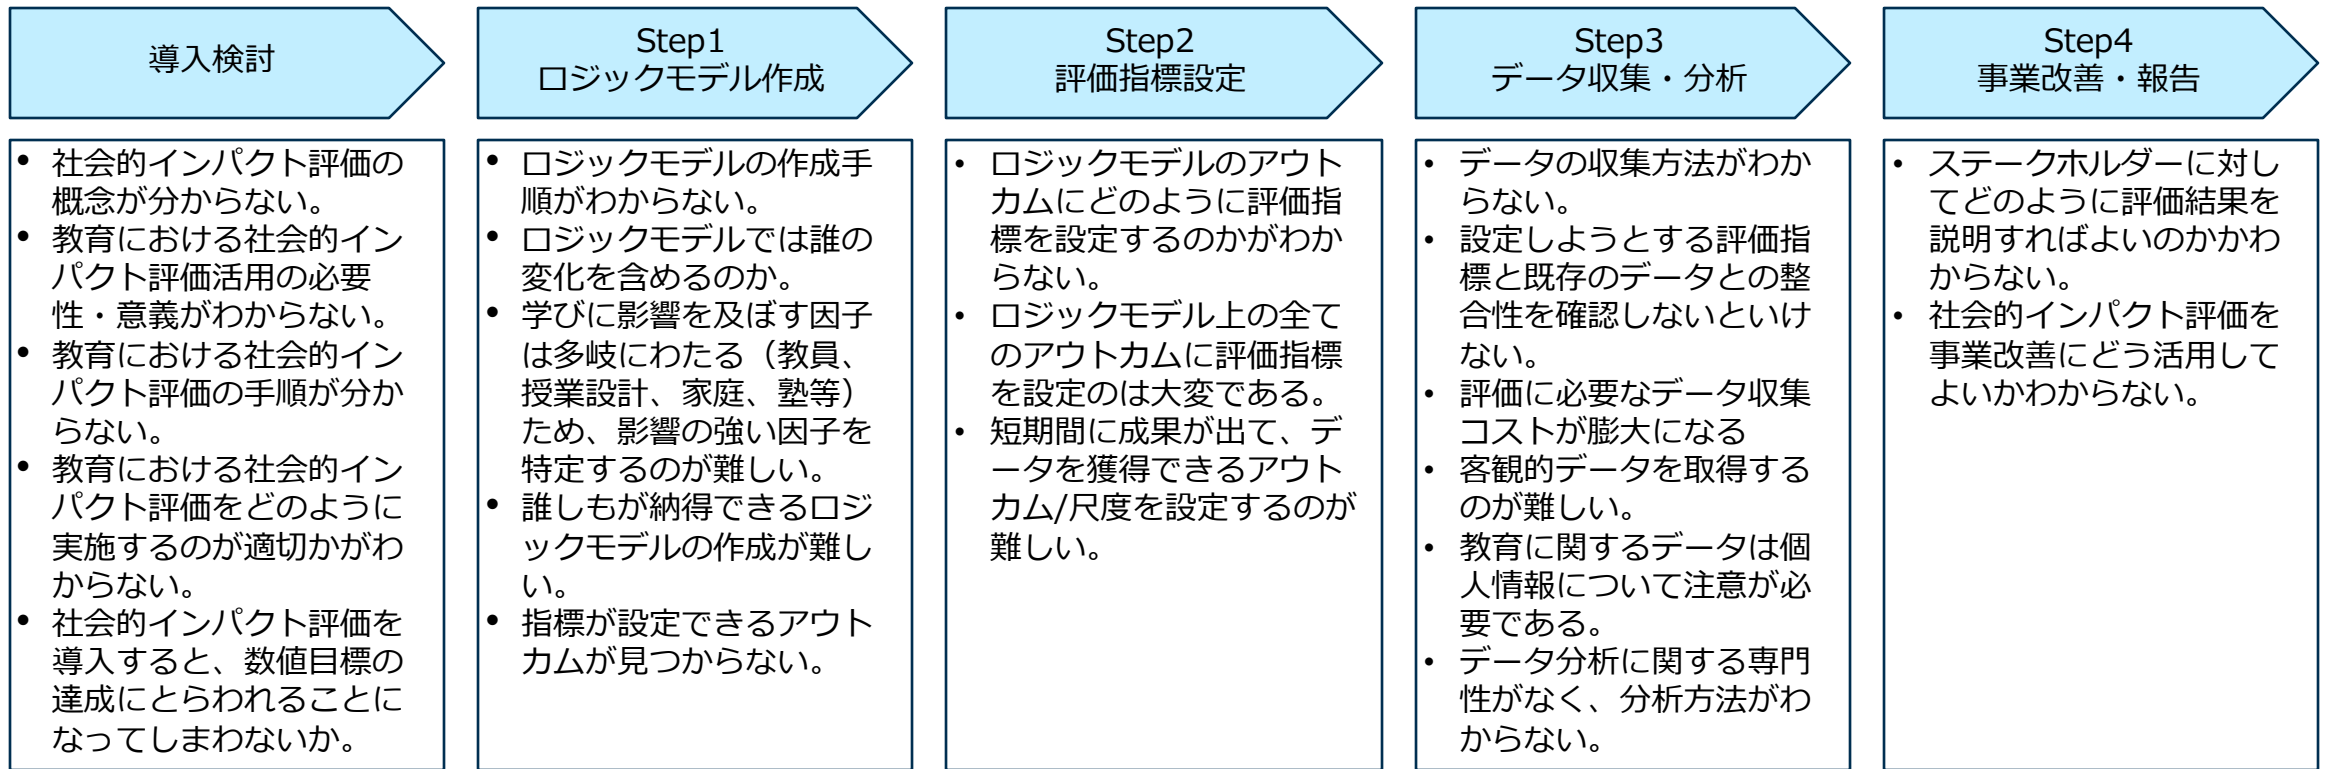 導入検討
Step1
ロジックモデル作成
Step2
評価指標設定
Step3
データ収集・分析
Step4
事業改善・報告
• 社会的インパクト評価の
概念が分からない。
• 教育における社会的イン
パクト評価活用の必要
性・意義がわからない。
• 教育における社会的イン
パクト評価の手順が分か
らない。
• 教育における社会的イン
パクト評価をどのように
実施するのが適切かがわ
からない。
• 社会的インパクト評価を
導入すると、数値目標の
達成にとらわれることに
なってしまわないか。
• ロジックモデルの作成手
順がわからない。
• ロジックモデルでは誰の
変化を含めるのか。
• 学びに影響を及ぼす因子
は多岐にわたる（教員、
授業設計、家庭、塾等）
ため、影響の強い因子を
特定するのが難しい。
• 誰しもが納得できるロジ
ックモデルの作成が難し
い。
• 指標が設定できるアウト
カムが見つからない。
• ロジックモデルのアウト
カムにどのように評価指
標を設定するのかがわか
らない。
• ロジックモデル上の全て
のアウトカムに評価指標
を設定のは大変である。
• 短期間に成果が出て、デ
ータを獲得できるアウト
カム/尺度を設定するのが
難しい。
• データの収集方法がわか
らない。
• 設定しようとする評価指
標と既存のデータとの整
合性を確認しないといけ
ない。
• 評価に必要なデータ収集
コストが膨大になる
• 客観的データを取得する
のが難しい。
• 教育に関するデータは個
人情報について注意が必
要である。
• データ分析に関する専門
性がなく、分析方法がわ
からない。
• ステークホルダーに対し
てどのように評価結果を
説明すればよいのかかわ
からない。
• 社会的インパクト評価を
事業改善にどう活用して
よいかわからない。